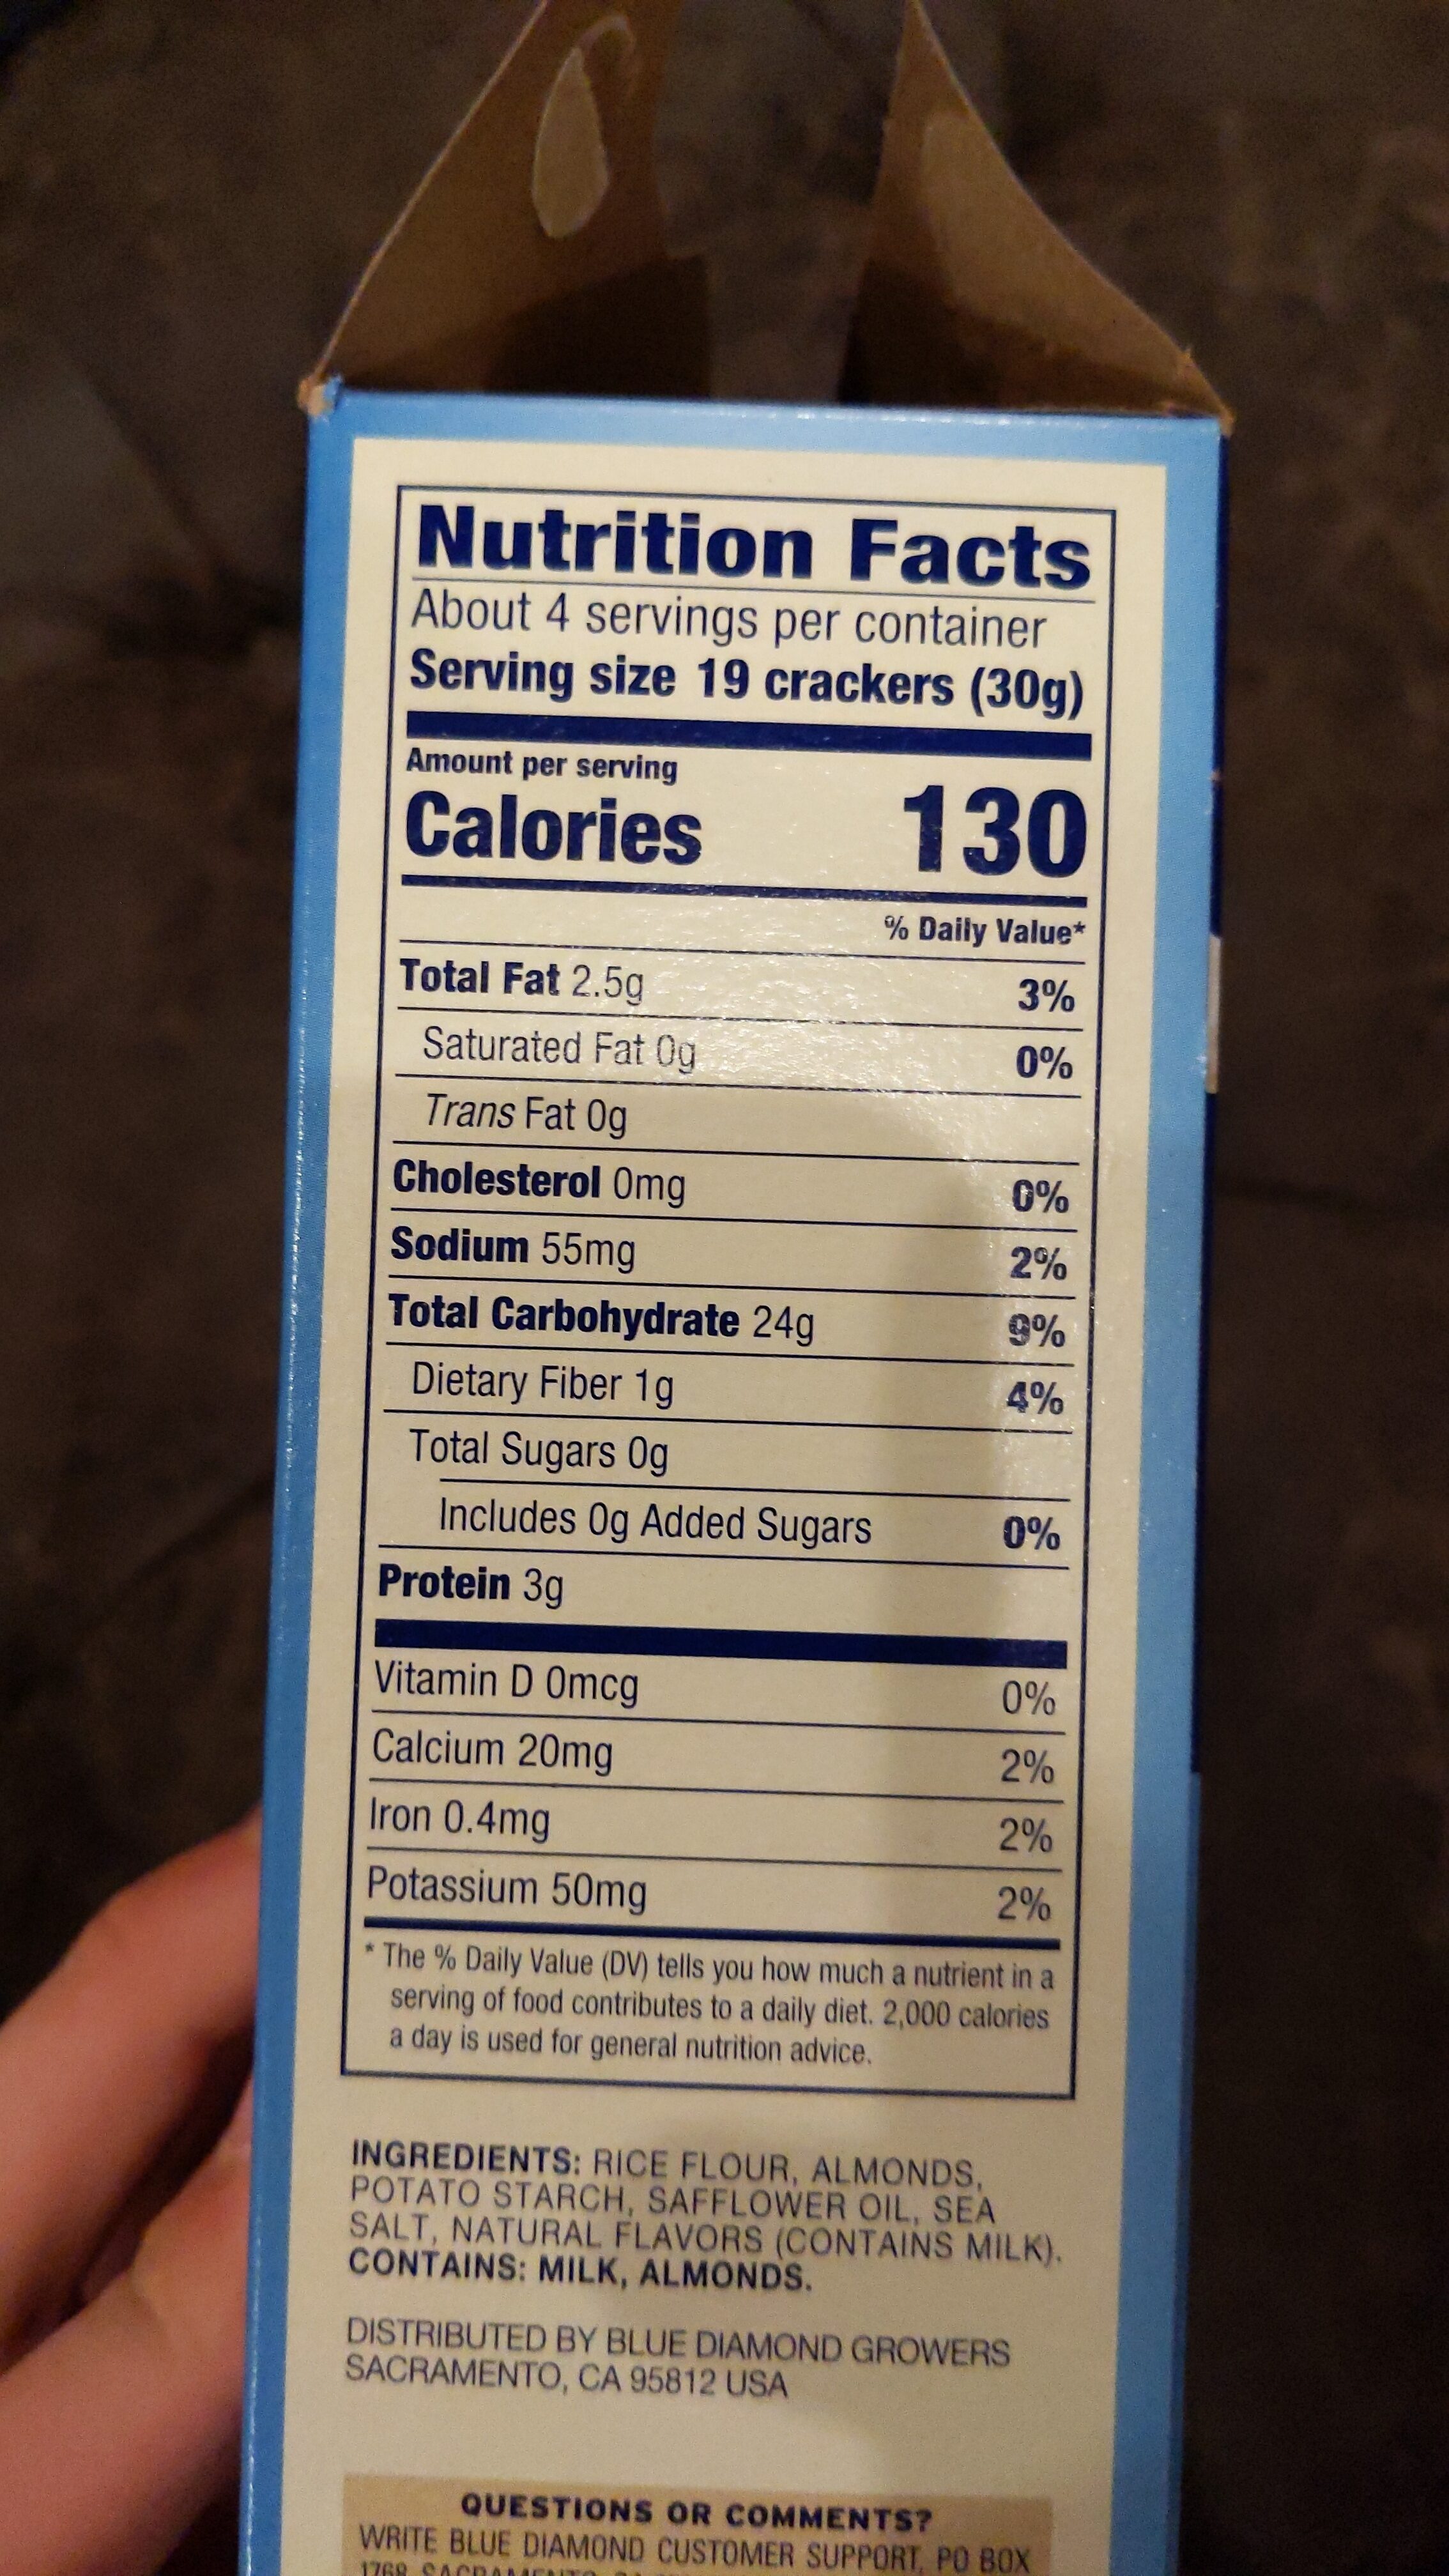 Nutrition Facts
About 4 servings per container
Serving size 19 crackers (30g)
Amount per serving
Calories 130
% Daily Value*
Total Fat 2.5g 3%
Saturated Fat 0g 0%
Trans Fat 0g
Cholesterol 0mg 0%
Sodium 55mg 2%
Total Carbohydrate 24g 9%
Dietary Fiber 1g 4%
Total Sugars 0g
Includes 0g Added Sugars 0%
Protein 3g
Vitamin D 0mcg 0%
Calcium 20mg 2%
Iron 0.4mg 2%
Potassium 50mg 2%
* The % Daily Value (DV) tells you how much a nutrient in a
serving of food contributes to a daily diet. 2,000 calories
a day is used for general nutrition advice.
INGREDIENTS: RICE FLOUR, ALMONDS,
POTATO STARCH, SAFFLOWER OIL, SEA
SALT, NATURAL FLAVORS (CONTAINS MILK).
CONTAINS: MILK, ALMONDS.
DISTRIBUTED BY BLUE DIAMOND GROWERS
SACRAMENTO, CA 95812 USA
QUESTIONS OR COMMENTS?
WRITE BLUE DIAMOND CUSTOMER SUPPORT, PO BOX
1768, SACRAMENTO,